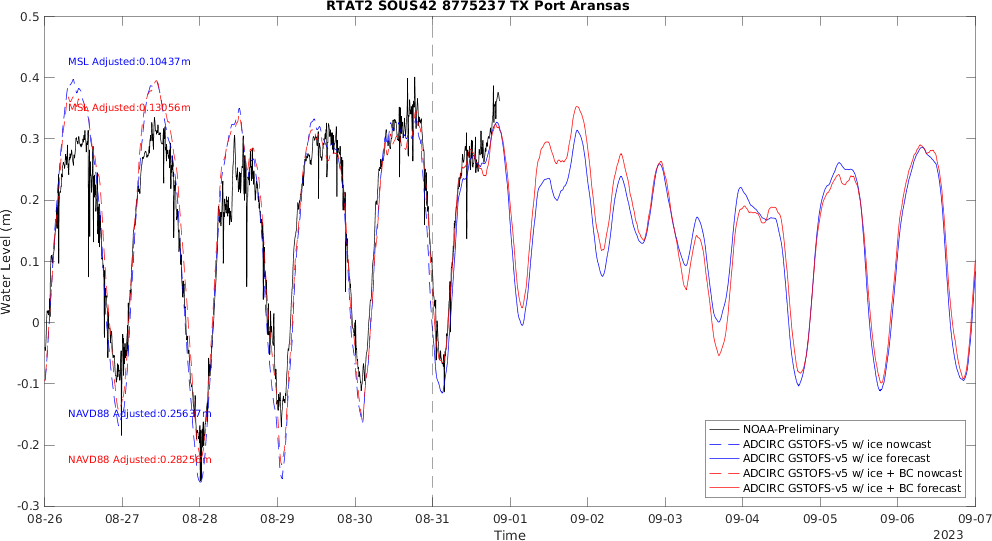 RTAT2 SOUS42 8775237 TX Port Aransas
0.5
0.4
0.3
0.2
0.1
0
-0.1
-0.2
-0.3
Water Level (m)
MSL Adjusted:0.10437m
MSL Adjusted:0.13056m
NAVD88 Adjusted:0.25637m
NAVD88 Adjusted:0.28256m
NOAA-Preliminary
ADCIRC GSTOFS-v5 w/ ice nowcast
ADCIRC GSTOFS-v5 w/ ice forecast
ADCIRC GSTOFS-v5 w/ ice + BC nowcast
ADCIRC GSTOFS-v5 w/ ice + BC forecast
08-26 08-27 08-28 08-29 08-30 08-31 09-01 09-02 09-03 09-04 09-05 09-06 09-07
Time
2023